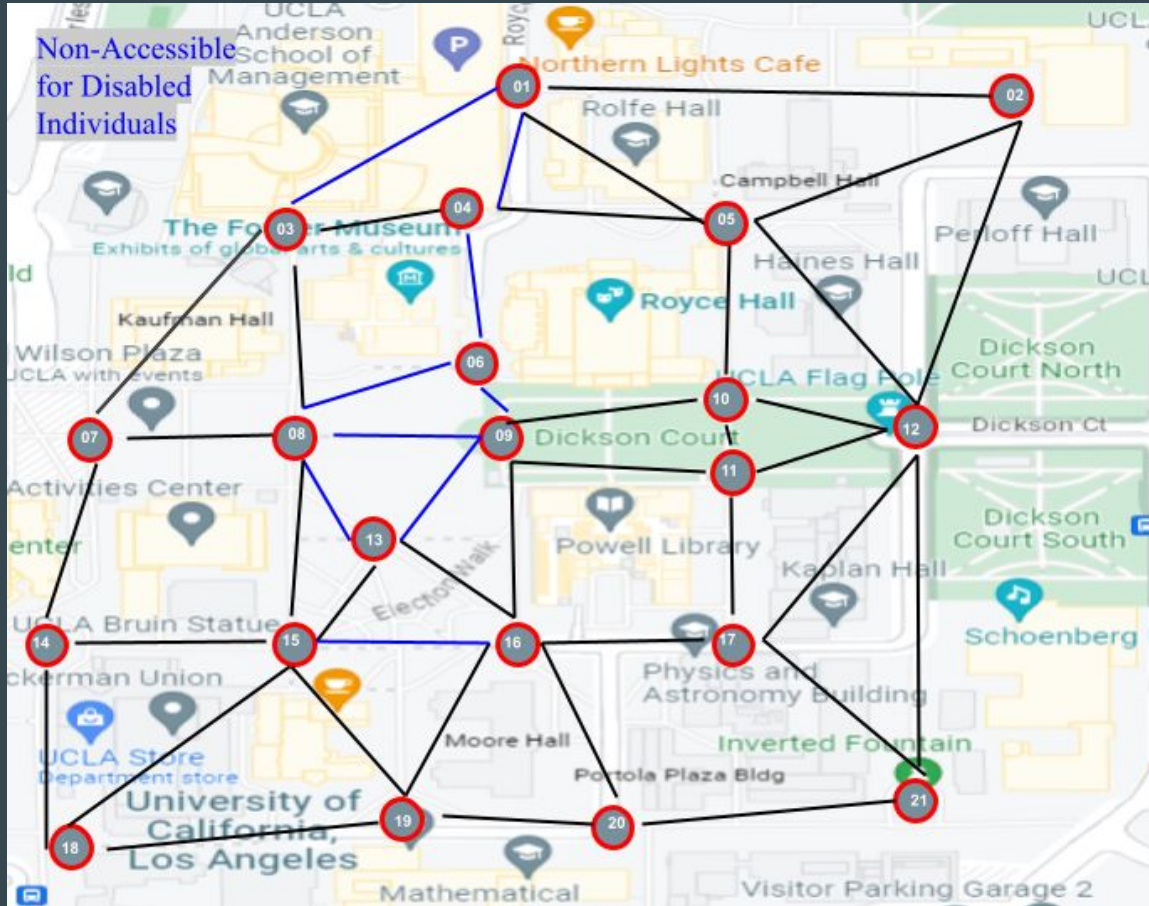 Non-Accessible
for Disabled
Individuals
UCLA
Anderson
School of
Management
P
Northern Lights Cafe
UCL
01
Rolfe Hall
02
Campbell Hall
04
03
05
Exhibits of global arts & cultures
Perloff Hall
Haines Hall
UCL
ld
Royce Hall
Kaufman Hall
Wilson Plaza
UCLA with events
06
UCLA Flag Pole
Dickson
Court North
10
07
08
09
Dickson Court
12
Dickson Ct
11
Activities Center
enter
13
Powell Library
Dickson
Court South
Election Walk
Kaplan Hall
UCLA Bruin Statue
14
15
16
17
Schoenberg
ckerman Union
Physics and
Astronomy Building
UCLA Store
Department store
Moore Hall
Inverted Fountain
Portola Plaza Bldg
University of
California,
Los Angeles
18
19
20
21
Mathematical
Visitor Parking Garage 2